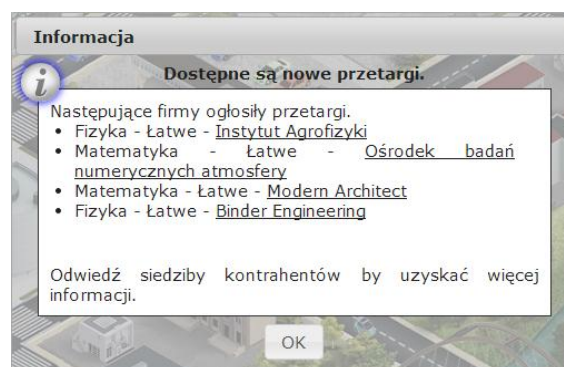 Informacja
Dostępne są nowe przetargi.
Następujące firmy ogłosiły przetargi.
• Fizyka - Łatwe - Instytut Agrofizyki
• Matematyka - Łatwe - Ośrodek badań
numerycznych atmosfery
• Matematyka - Łatwe - Modern Architect
• Fizyka - Łatwe - Binder Engineering
Odwiedź siedziby kontrahentów by uzyskać więcej
informacji.
OK